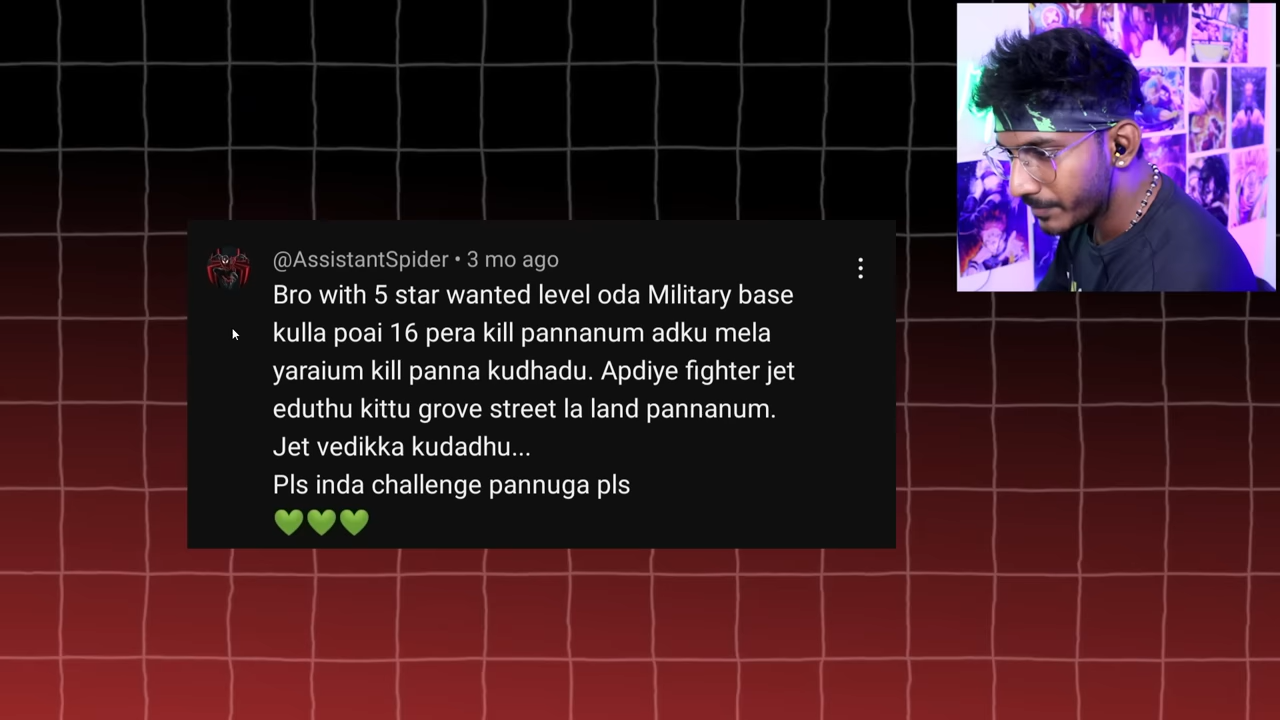 @AssistantSpider • 3 mo ago
Bro with 5 star wanted level oda Military base
kulla poai 16 pera kill pannanum adku mela
yaraium kill panna kudhadu. Apdiye fighter jet
eduthu kittu grove street la land pannanum.
Jet vedikka kudadhu...
Pls inda challenge pannuga pls
💚💚💚